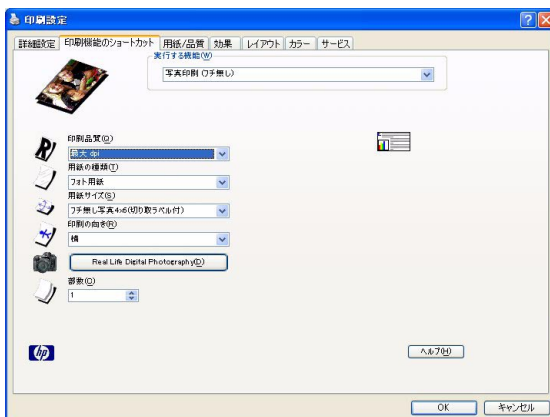 印刷設定
詳細設定 印刷機能のショートカット 用紙/品質 効果 レイアウト カラー サービス
実行する機能(W)
写真印刷 (フチ無し)
印刷品質(Q)
最大 dpi
用紙の種類(T)
フォト用紙
用紙サイズ(S)
フチ無し写真4x6(切り取ラベル付)
印刷の向き(R)
横
Real Life Digital Photography(D)
部数(O)
1
hp
ヘルプ(H)
OK キャンセル